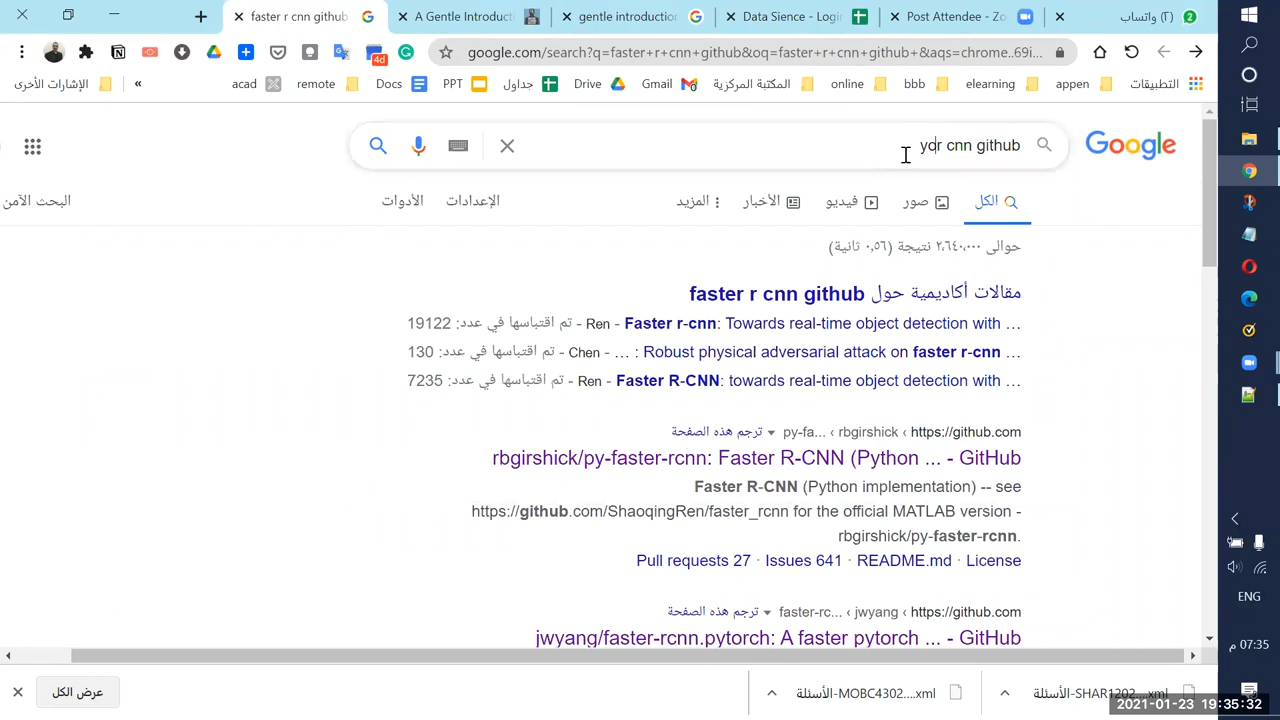 faster r cnn github
A Gentle Introducti
gentle introduction
Data Sience - Login
Post Attendee - Zo
(٢) واتساب
2
google.com/search?q=faster+r+cnn+github&oq=faster+r+cnn+github+&aqs=chrome..69i...
4d
التطبيقات
appen
elearning
bbb
online
المكتبة المركزية
Gmail
Drive
جداول
PPT
Docs
remote
acad
«
الإشارات الأخرى
Google
yor cnn github
الكل
صور
فيديو
الأخبار
المزيد
الإعدادات
الأدوات
البحث الآمن
حوالى ٢,٦٤٠,٠٠٠ نتيجة (٠,٥٦ ثانية)
مقالات أكاديمية حول faster r cnn github
Faster r-cnn: Towards real-time object detection with … - Ren - تم اقتباسها في عدد: 19122
… : Robust physical adversarial attack on faster r-cnn … - Chen - تم اقتباسها في عدد: 130
Faster R-CNN: towards real-time object detection with … - Ren - تم اقتباسها في عدد: 7235
https://github.com › rbgirshick › py-fa... ترجم هذه الصفحة
rbgirshick/py-faster-rcnn: Faster R-CNN (Python ... - GitHub
Faster R-CNN (Python implementation) -- see
https://github.com/ShaoqingRen/faster_rcnn for the official MATLAB version -
rbgirshick/py-faster-rcnn.
Pull requests 27 · Issues 641 · README.md · License
https://github.com › jwyang › faster-rc... ترجم هذه الصفحة
jwyang/faster-rcnn.pytorch: A faster pytorch ... - GitHub
عرض الكل
الأسئلة-MOBC4302....xml
الأسئلة-SHAR1202....xml
ENG
07:35 م
2021-01-23 19:35:32